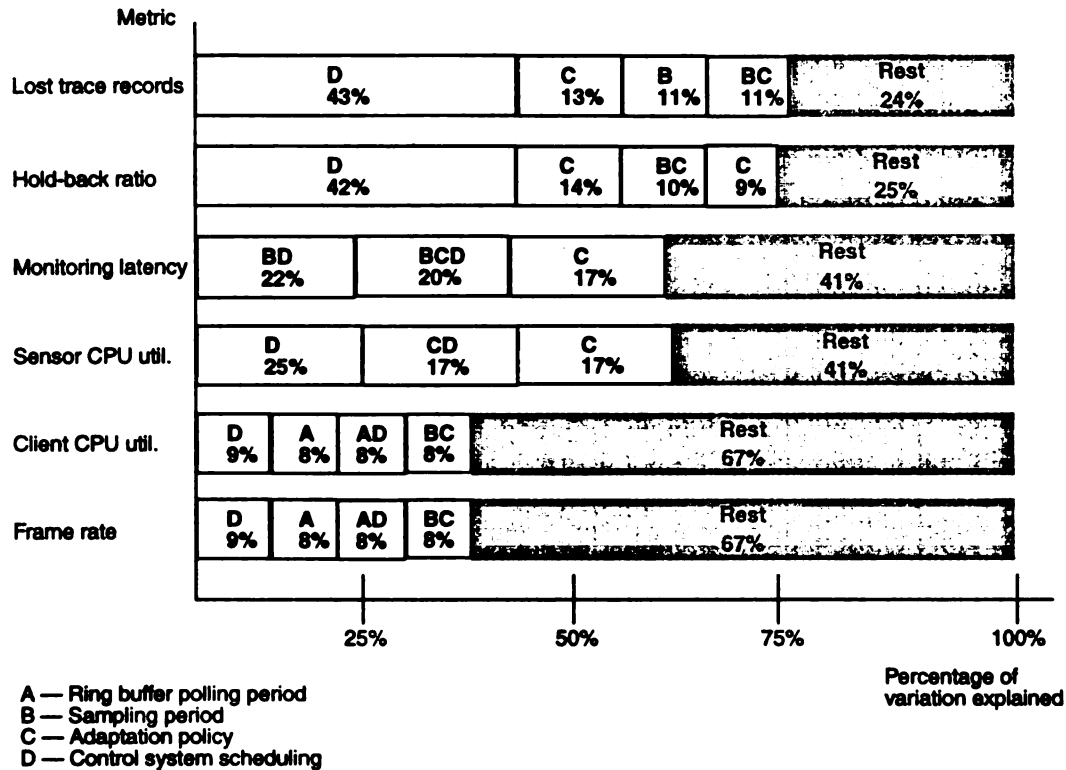 Metric
Lost trace records
D C B BC Rest
43% 13% 11% 11% 24%
Hold-back ratio
D C BC C Rest
42% 14% 10% 9% 25%
Monitoring latency
BD BCD C Rest
22% 20% 17% 41%
Sensor CPU util.
D CD C Rest
25% 17% 17% 41%
Client CPU util.
D A AD BC Rest
9% 8% 8% 8% 67%
Frame rate
D A AD BC Rest
9% 8% 8% 8% 67%
25% 50% 75% 100%
Percentage of
variation explained
A — Ring buffer polling period
B — Sampling period
C — Adaptation policy
D — Control system scheduling